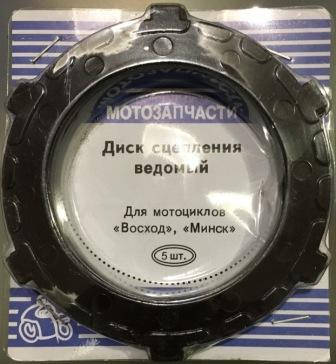 МОТОЗАПЧАСТИ
Диск сцепления
ведомый
Для мотоциклов
«Восход», «Минск»
5 шт.